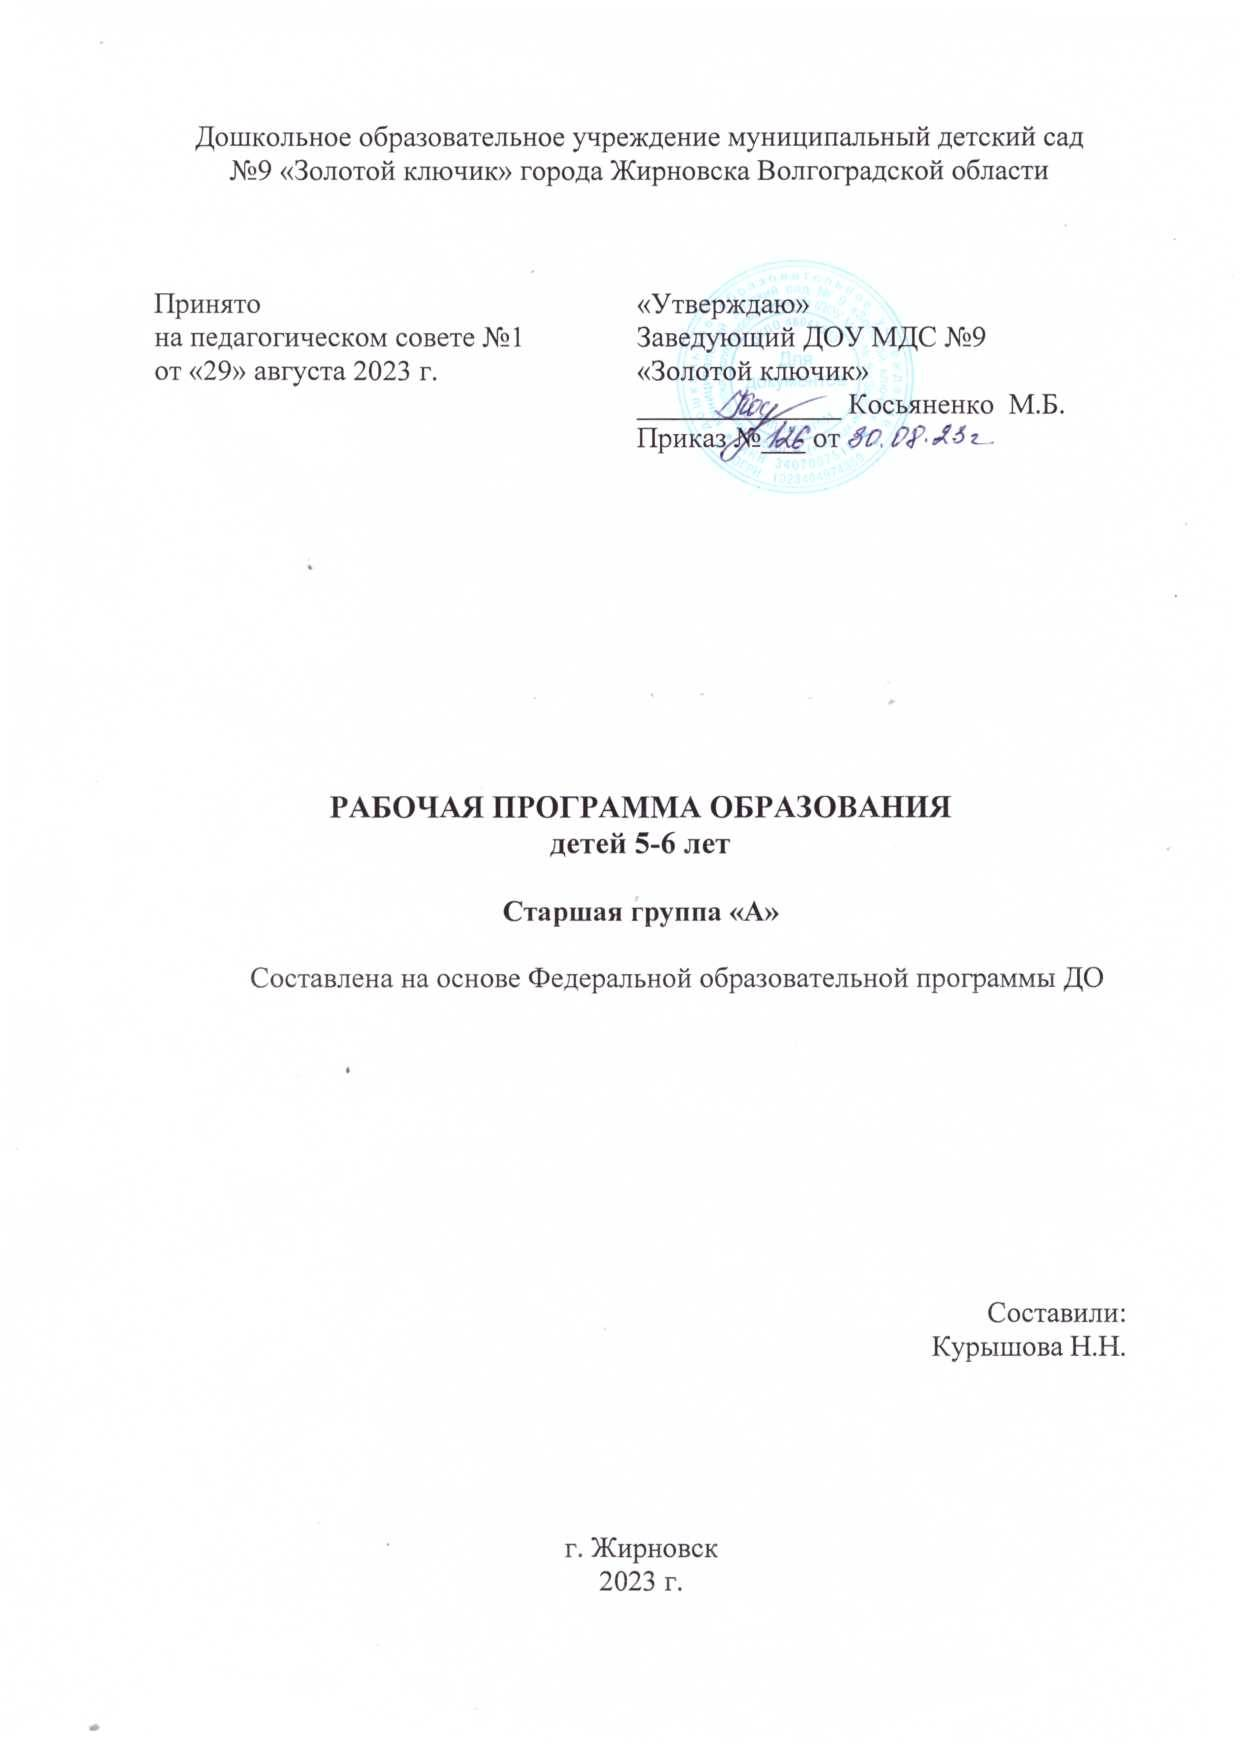 Дошкольное образовательное учреждение муниципальный детский сад
№9 «Золотой ключик» города Жирновска Волгоградской области
Принято
на педагогическом совете №1
от «29» августа 2023 г.
«Утверждаю»
Заведующий ДОУ МДС №9
«Золотой ключик»
Косьяненко М.Б.
Приказ № 126 от 30.08.23г.
Для
документов
РАБОЧАЯ ПРОГРАММА ОБРАЗОВАНИЯ
детей 5-6 лет
Старшая группа «А»
Составлена на основе Федеральной образовательной программы ДО
Составили:
Курышова Н.Н.
г. Жирновск
2023 г.